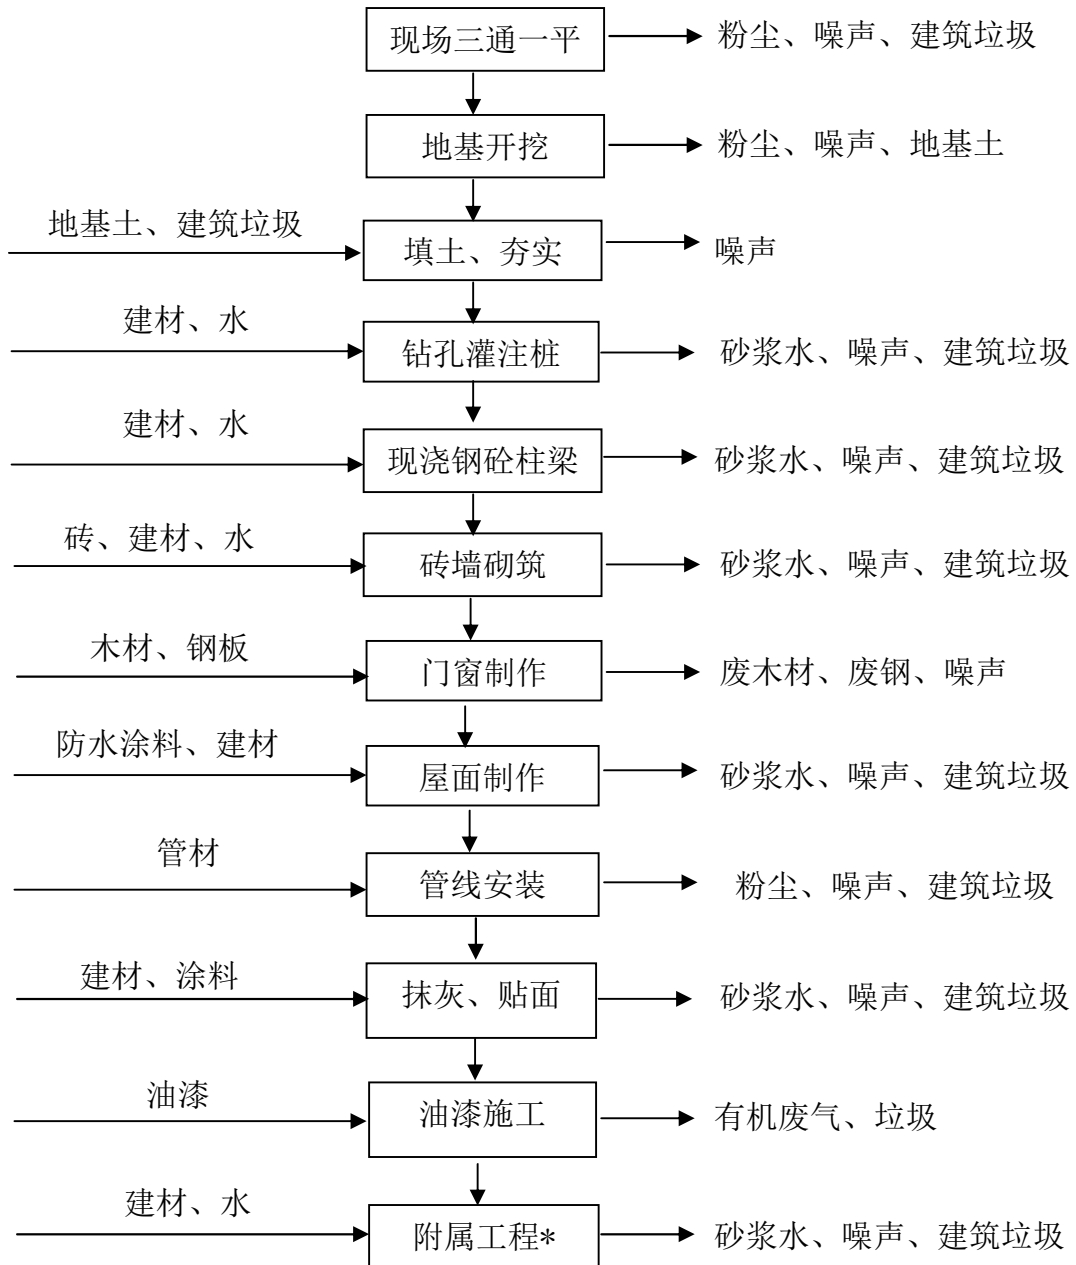 现场三通一平
粉尘、噪声、建筑垃圾
地基开挖
粉尘、噪声、地基土
地基土、建筑垃圾
填土、夯实
噪声
建材、水
钻孔灌注桩
砂浆水、噪声、建筑垃圾
建材、水
现浇钢砼柱梁
砂浆水、噪声、建筑垃圾
砖、建材、水
砖墙砌筑
砂浆水、噪声、建筑垃圾
木材、钢板
门窗制作
废木材、废钢、噪声
防水涂料、建材
屋面制作
砂浆水、噪声、建筑垃圾
管材
管线安装
粉尘、噪声、建筑垃圾
建材、涂料
抹灰、贴面
砂浆水、噪声、建筑垃圾
油漆
油漆施工
有机废气、垃圾
建材、水
附属工程*
砂浆水、噪声、建筑垃圾